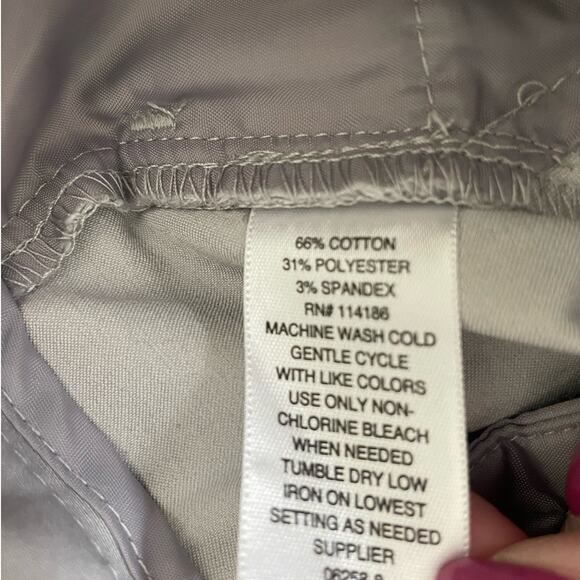 66% COTTON
31% POLYESTER
3% SPANDEX
RN# 114186
MACHINE WASH COLD
GENTLE CYCLE
WITH LIKE COLORS
USE ONLY NON-
CHLORINE BLEACH
WHEN NEEDED
TUMBLE DRY LOW
IRON ON LOWEST
SETTING AS NEEDED
SUPPLIER